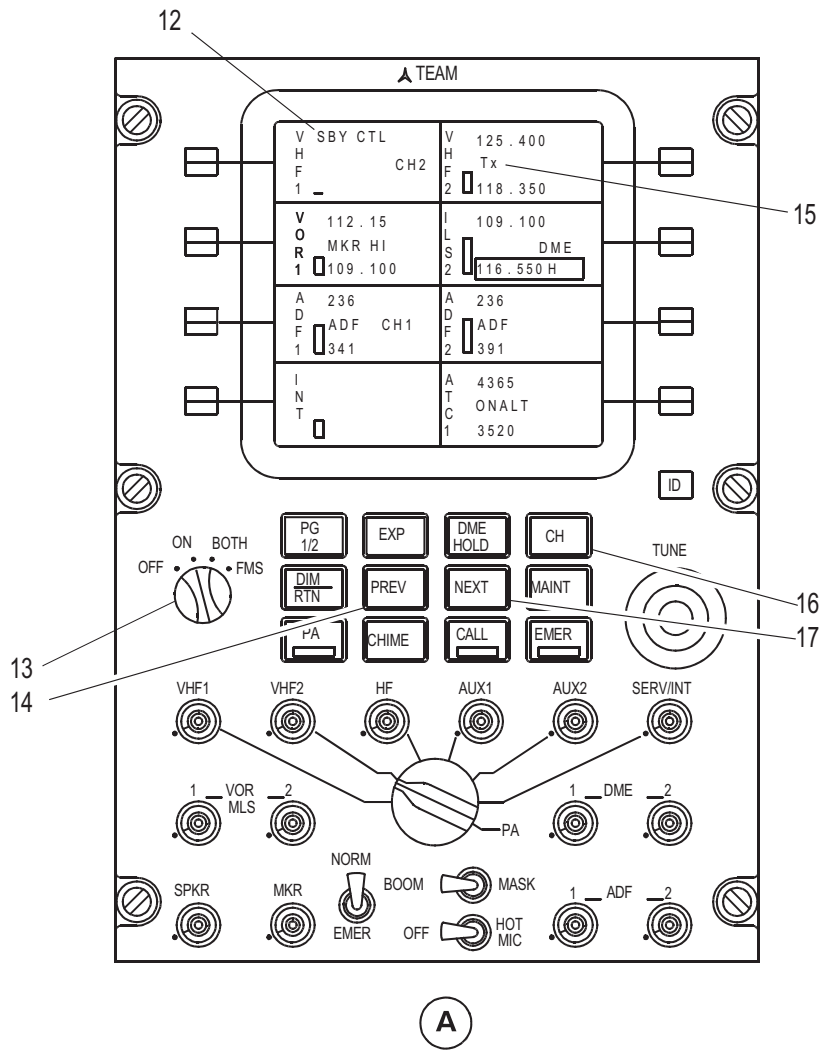 12
TEAM
V
H
F
1
SBY CTL
CH2
V
H
F
2
125.400
Tx
118.350
15
V
O
R
1
112.15
MKR HI
109.100
I
L
S
2
109.100
DME
116.550H
A
D
F
1
236
ADF CH1
341
A
D
F
2
236
ADF
391
I
N
T
A
T
C
1
4365
ONALT
3520
ID
OFF ON BOTH FMS
PG
1/2
EXP
DME
HOLD
CH
TUNE
DIM
RTN
PREV
NEXT
MAINT
16
PA
CHIME
CALL
EMER
17
13
14
VHF1 VHF2 HF AUX1 AUX2 SERV/INT
1 VOR 2
MLS
1 DME 2
PA
NORM
EMER
BOOM MASK
SPKR MKR
OFF HOT
MIC
1 ADF 2
A